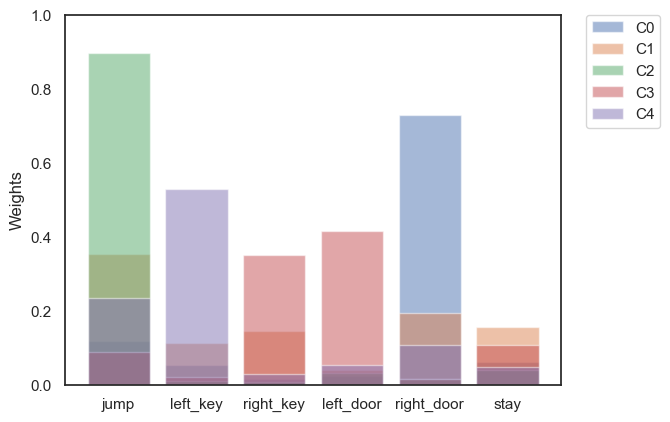 1.0
0.8
0.6
0.4
0.2
0.0
Weights
jump left_key right_key left_door right_door stay
C0
C1
C2
C3
C4